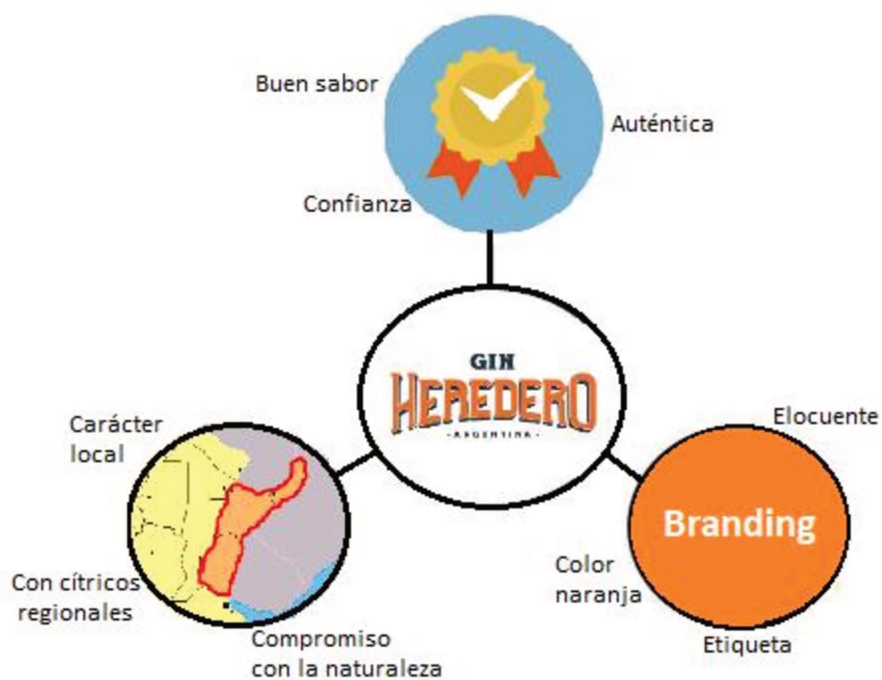 Buen sabor
Auténtica
Confianza
GIN
HEREDERO
- ARGENTINA -
Carácter
local
Elocuente
Branding
Color
naranja
Con cítricos
regionales
Compromiso
con la naturaleza
Etiqueta